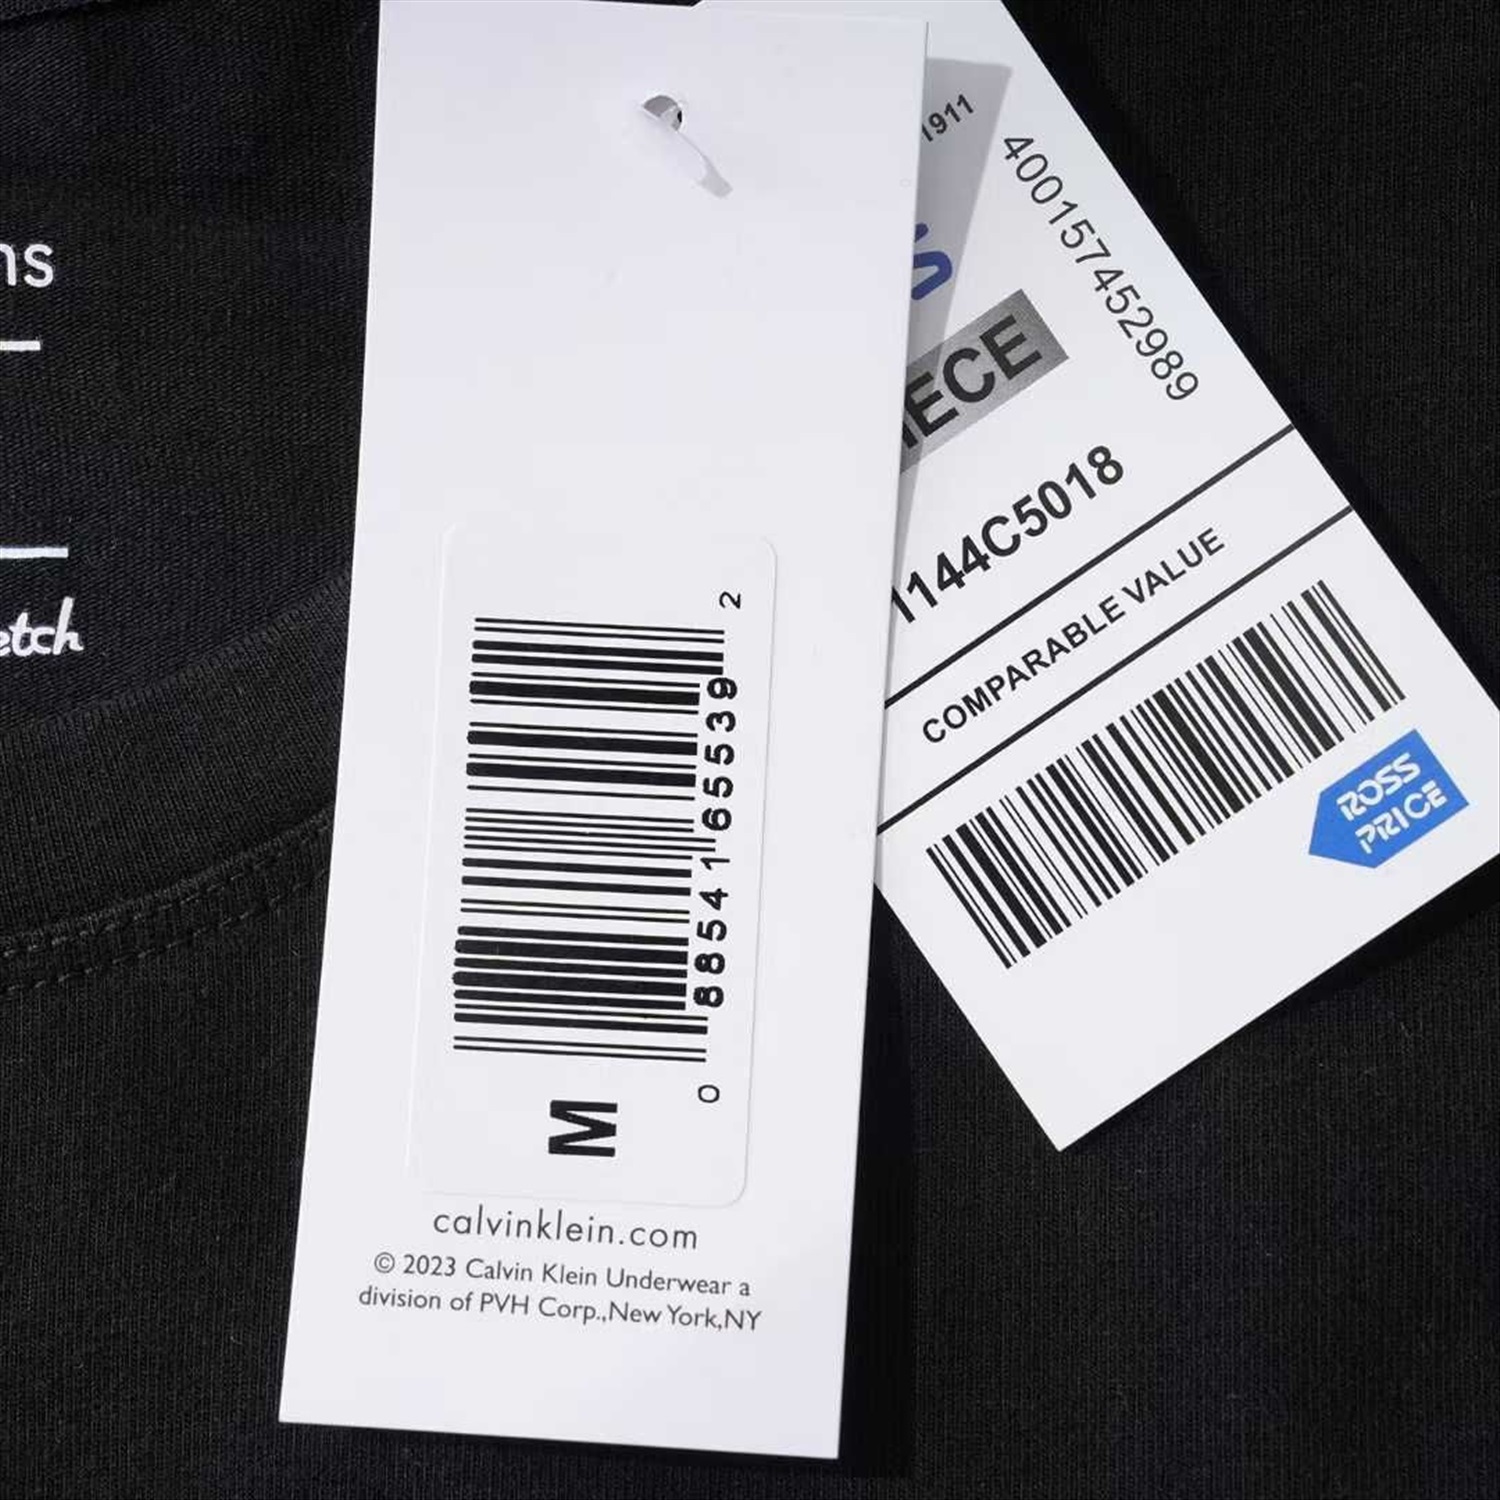 ns
etch
2
88541 65539
0
M
calvinklein.com
© 2023 Calvin Klein Underwear a
division of PVH Corp.,New York,NY
1911
400157452989
S
IECE
1144C5018
COMPARABLE VALUE
ROSS
PRICE